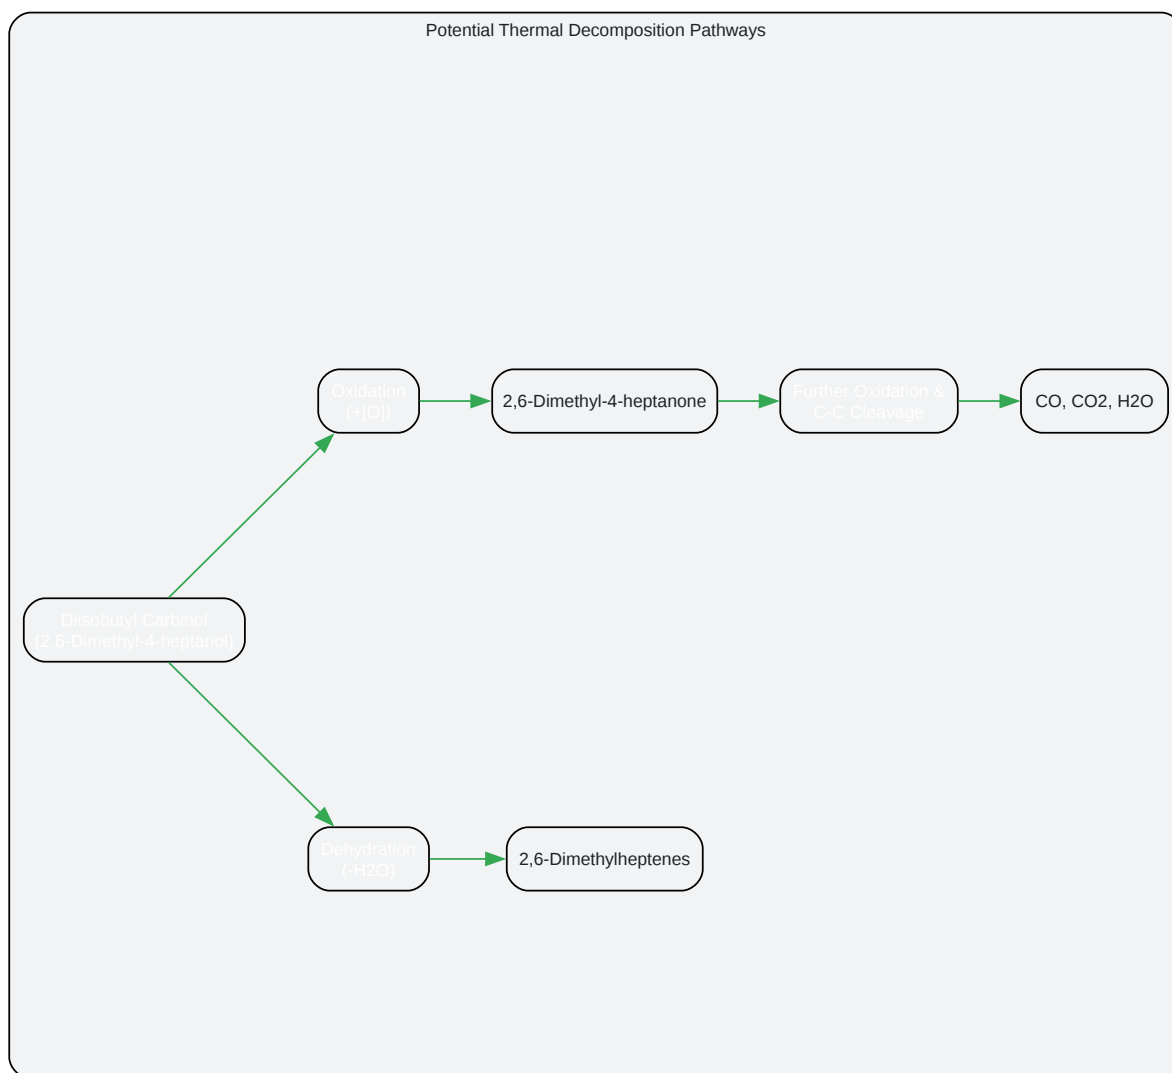 Potential Thermal Decomposition Pathways
Oxidation
(+[O])
2,6-Dimethyl-4-heptanone
Further Oxidation &
C-C Cleavage
CO, CO2, H2O
Diisobutyl Carbinol
(2,6-Dimethyl-4-heptanol)
Dehydration
(-H2O)
2,6-Dimethylheptenes